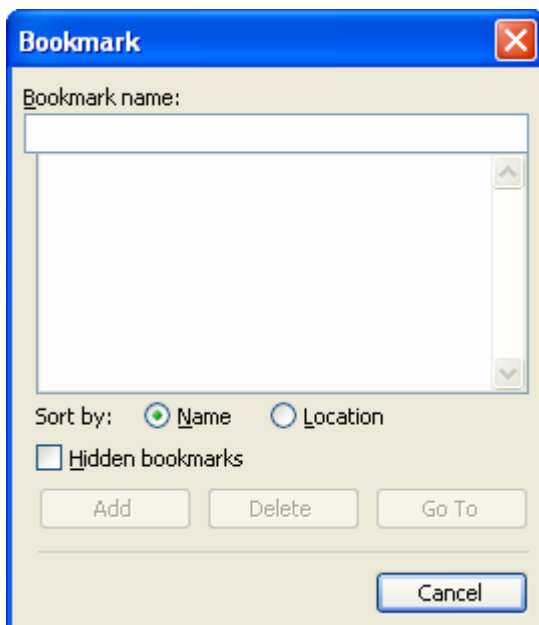 Bookmark
Bookmark name:
Sort by: Name Location
Hidden bookmarks
Add Delete Go To
Cancel